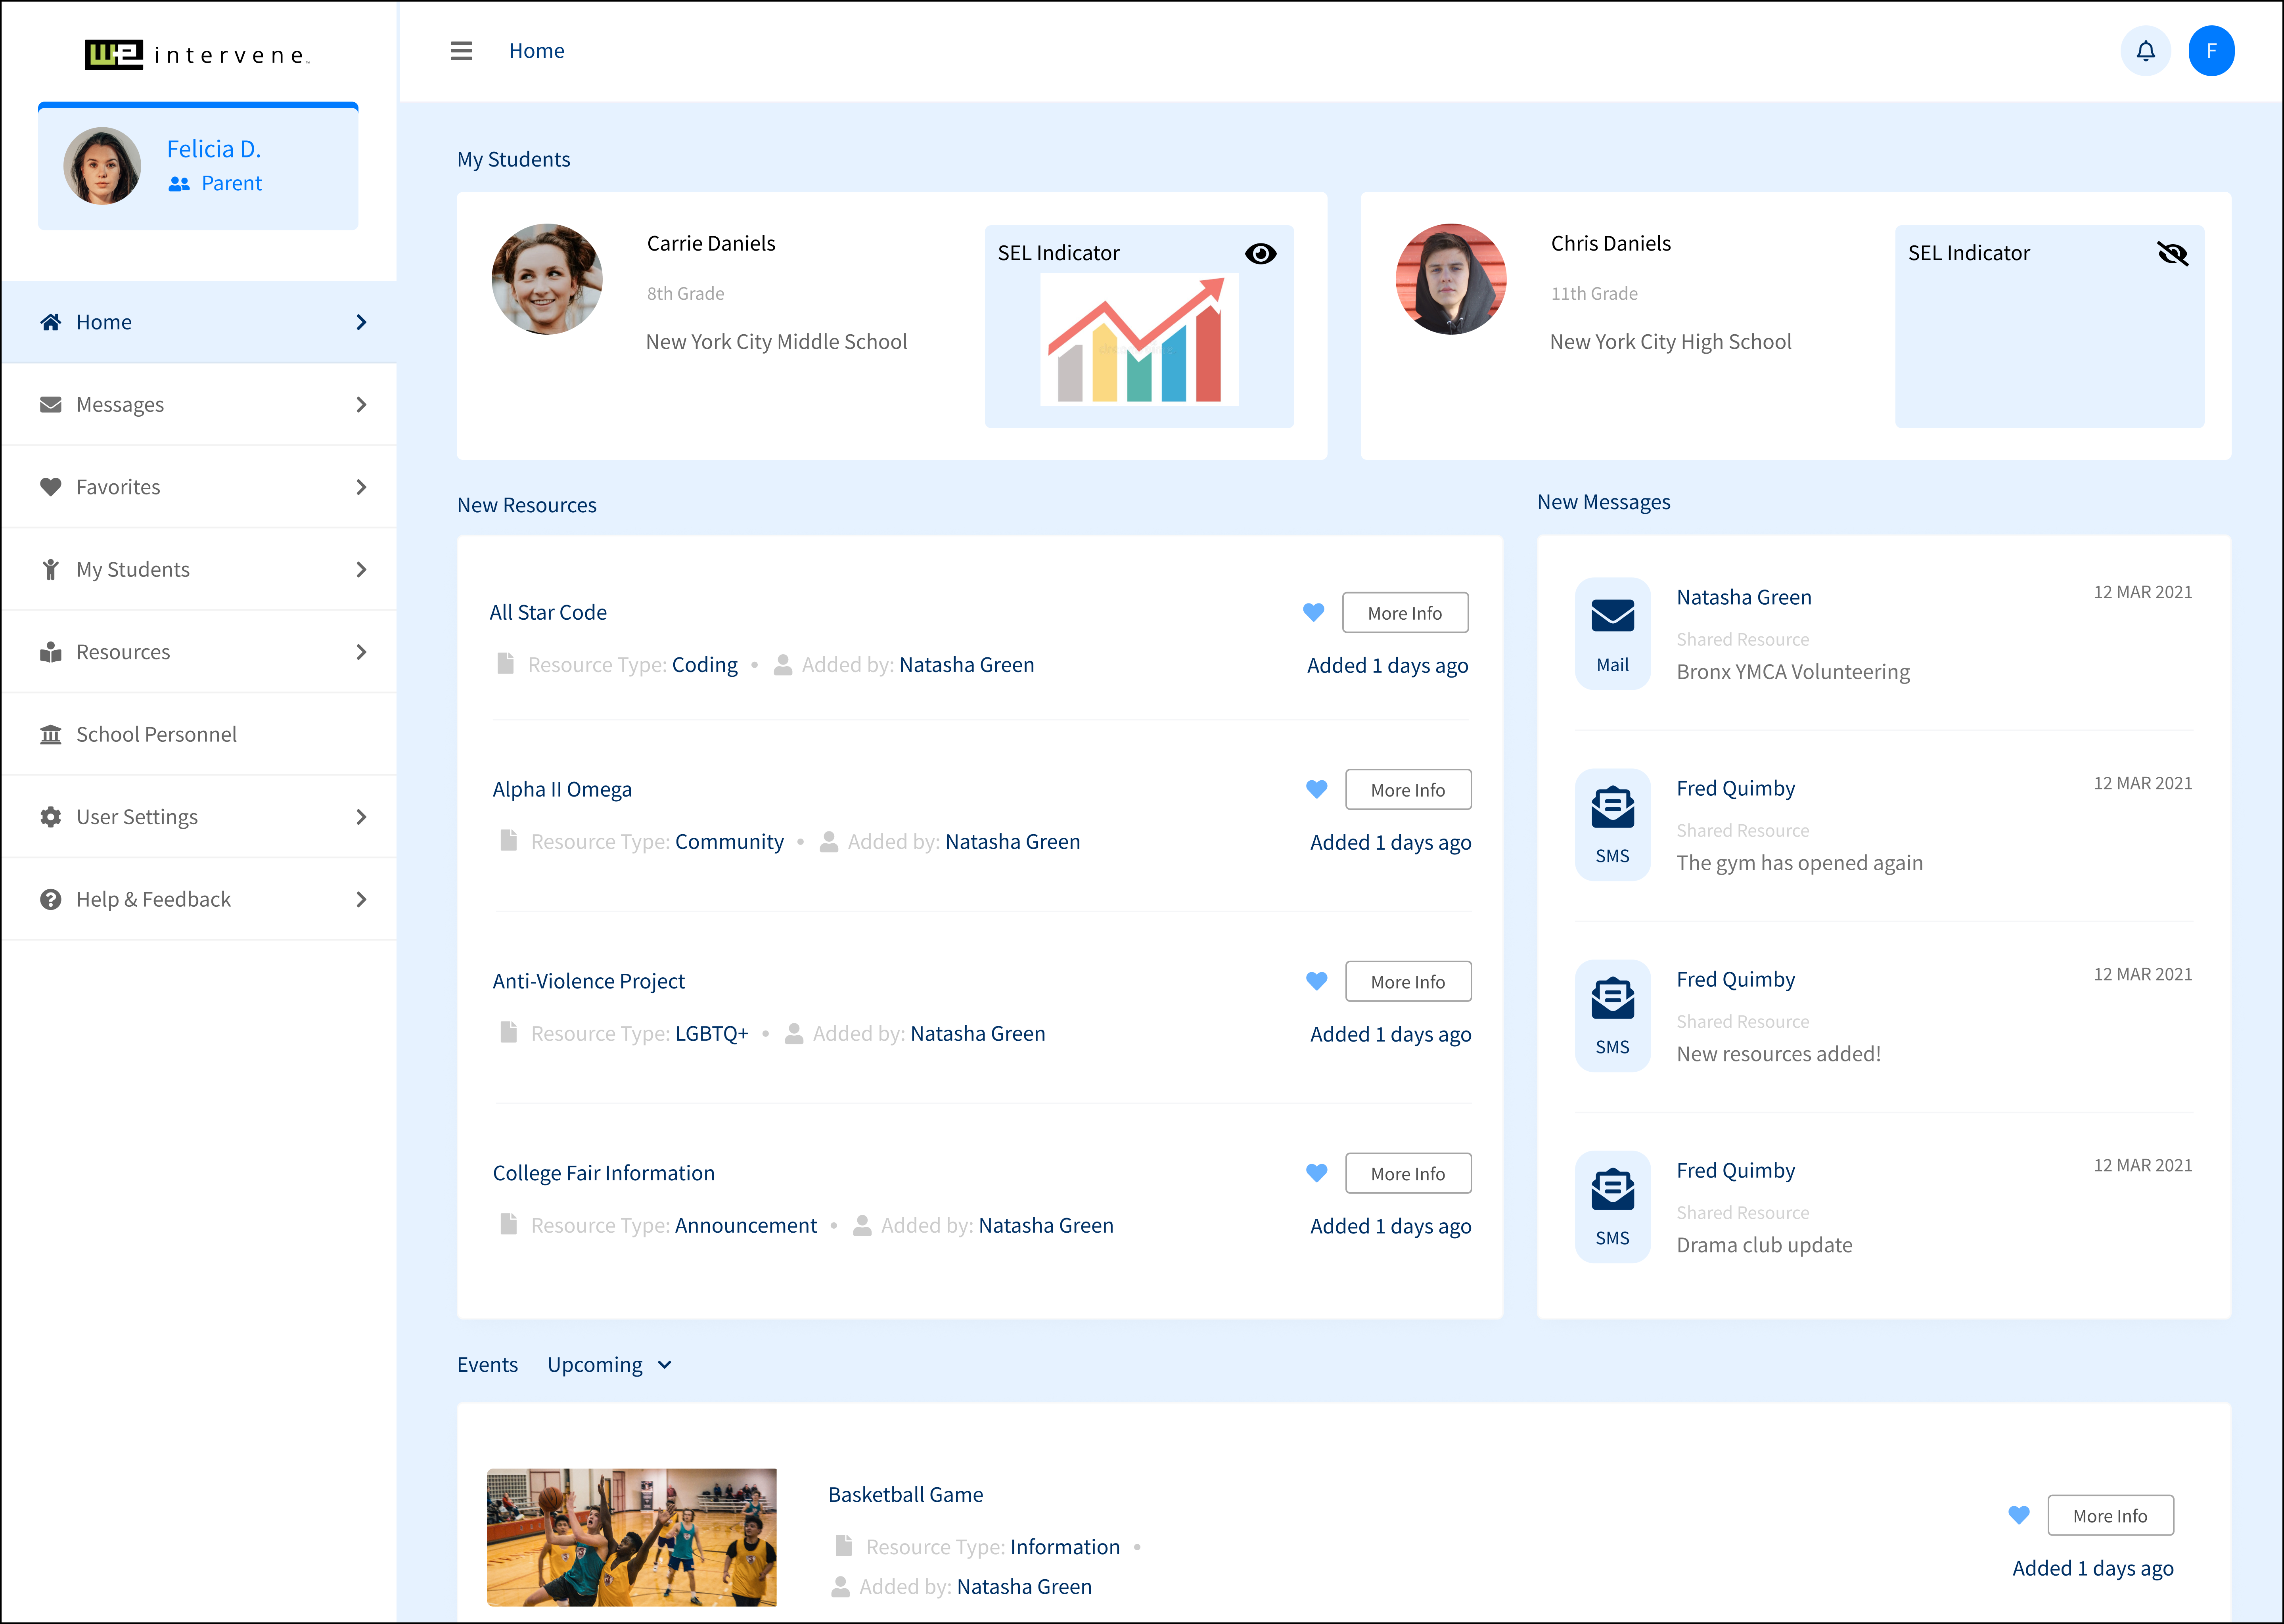 we intervene
Felicia D.
Parent
Home
Messages
Favorites
My Students
Resources
School Personnel
User Settings
Help & Feedback
Home
F
My Students
Carrie Daniels
8th Grade
New York City Middle School
SEL Indicator
Chris Daniels
11th Grade
New York City High School
SEL Indicator
New Resources
All Star Code
More Info
Resource Type: Coding • Added by: Natasha Green
Added 1 days ago
Alpha II Omega
More Info
Resource Type: Community • Added by: Natasha Green
Added 1 days ago
Anti-Violence Project
More Info
Resource Type: LGBTQ+ • Added by: Natasha Green
Added 1 days ago
College Fair Information
More Info
Resource Type: Announcement • Added by: Natasha Green
Added 1 days ago
New Messages
Mail
Natasha Green
12 MAR 2021
Shared Resource
Bronx YMCA Volunteering
SMS
Fred Quimby
12 MAR 2021
Shared Resource
The gym has opened again
SMS
Fred Quimby
12 MAR 2021
Shared Resource
New resources added!
SMS
Fred Quimby
12 MAR 2021
Shared Resource
Drama club update
Events
Upcoming
Basketball Game
More Info
Resource Type: Information •
Added by: Natasha Green
Added 1 days ago